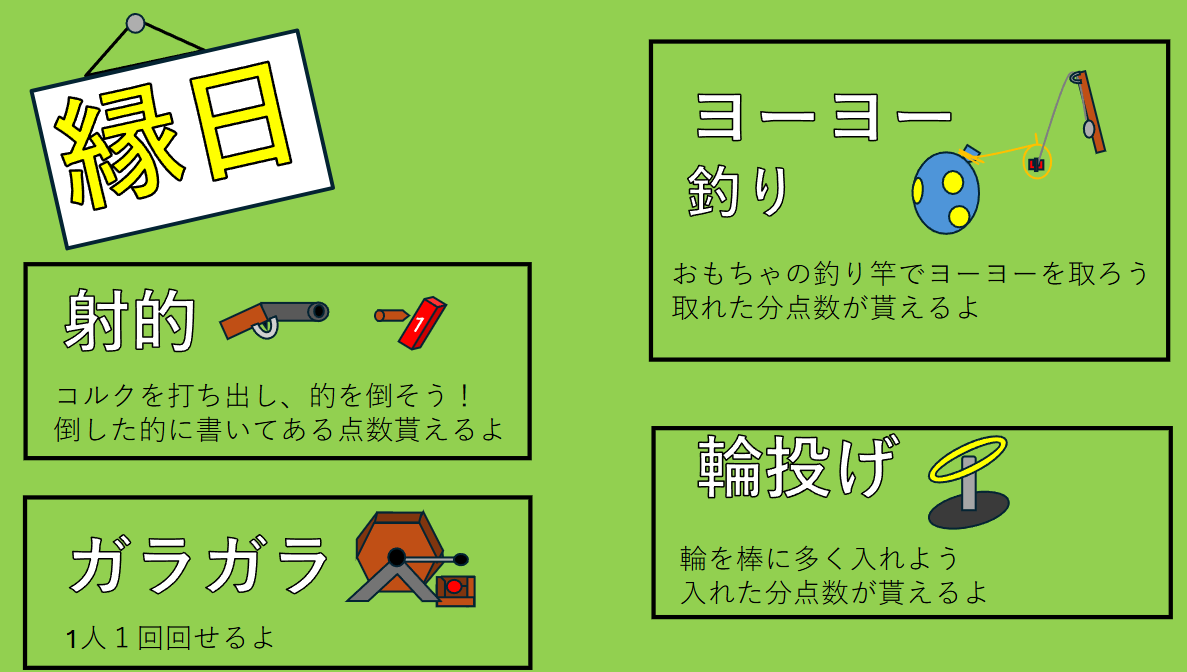 縁日
射的
1
コルクを打ち出し、的を倒そう！
倒した的に書いてある点数貰えるよ
ガラガラ
1人１回回せるよ
ヨーヨー
釣り
おもちゃの釣り竿でヨーヨーを取ろう
取れた分点数が貰えるよ
輪投げ
輪を棒に多く入れよう
入れた分点数が貰えるよ